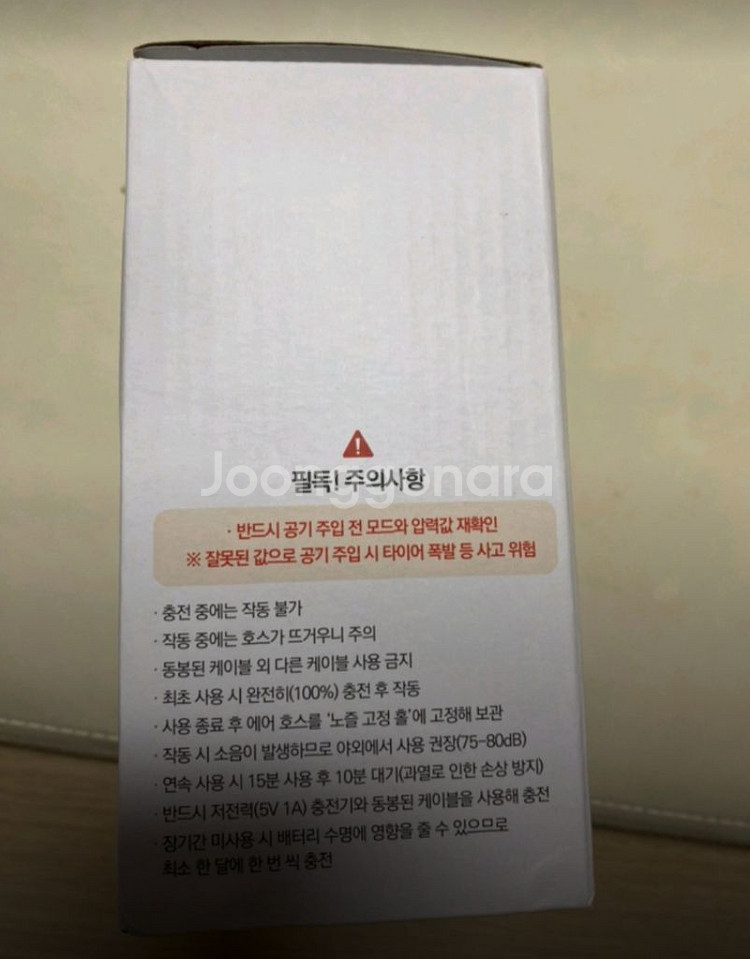 필독! 주의사항
Joonggonara
· 반드시 공기 주입 전 모드와 압력값 재확인
※ 잘못된 값으로 공기 주입 시 타이어 폭발 등 사고 위험
· 충전 중에는 작동 불가
· 작동 중에는 호스가 뜨거우니 주의
· 동봉된 케이블 외 다른 케이블 사용 금지
· 최초 사용 시 완전히(100%) 충전 후 작동
· 사용 종료 후 에어 호스를 '노즐 고정 홀'에 고정해 보관
· 작동 시 소음이 발생하므로 야외에서 사용 권장(75-80dB)
· 연속 사용 시 15분 사용 후 10분 대기(과열로 인한 손상 방지)
· 반드시 저전력(5V 1A) 충전기와 동봉된 케이블을 사용해 충전
· 장기간 미사용 시 배터리 수명에 영향을 줄 수 있으므로
최소 한 달에 한 번 씩 충전